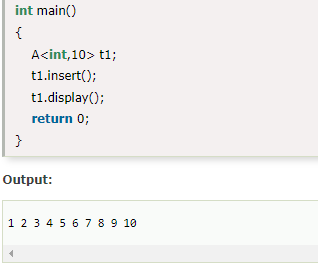 int main()
{
A<int,10> t1;
t1.insert();
t1.display();
return 0;
}
Output:
1 2 3 4 5 6 7 8 9 10